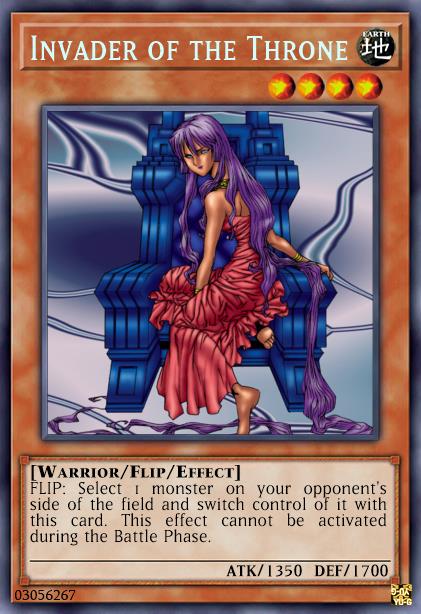 INVADER OF THE THRONE
EARTH
地
[WARRIOR/FLIP/EFFECT]
FLIP: Select 1 monster on your opponent's
side of the field and switch control of it with
this card. This effect cannot be activated
during the Battle Phase.
ATK/1350 DEF/1700
03056267